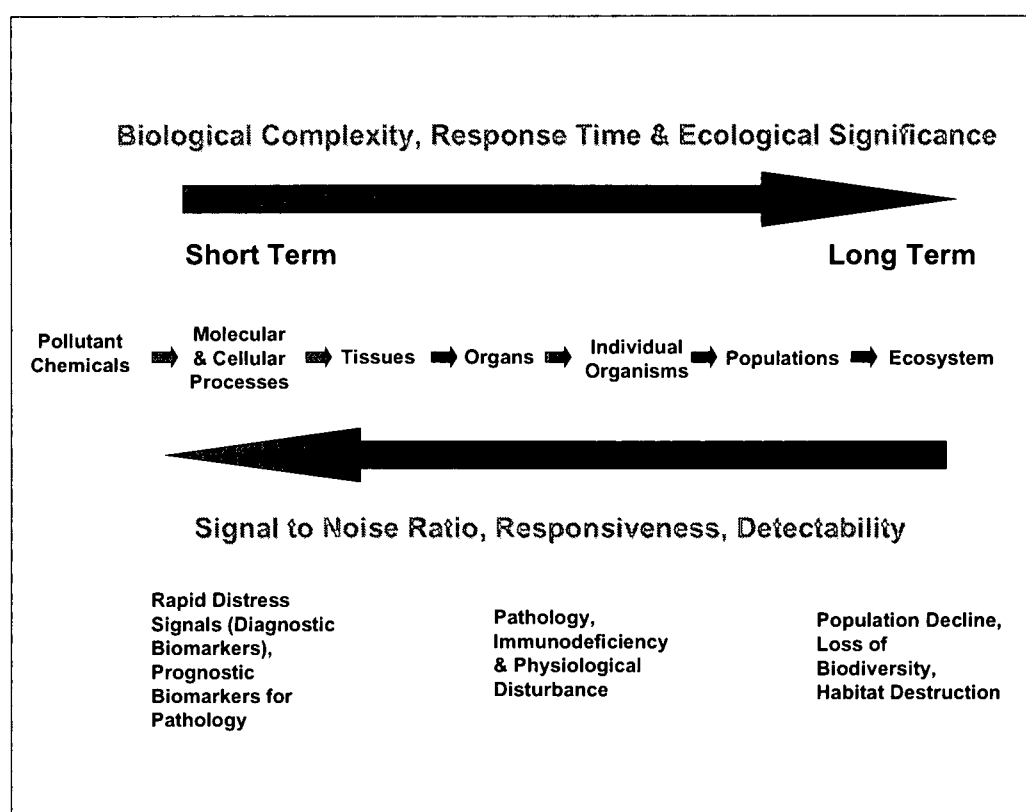 Biological Complexity, Response Time & Ecological Significance
Short Term
Long Term
Pollutant
Chemicals
Molecular
& Cellular
Processes
Tissues
Organs
Individual
Organisms
Populations
Ecosystem
Signal to Noise Ratio, Responsiveness, Detectability
Rapid Distress
Signals (Diagnostic
Biomarkers),
Prognostic
Biomarkers for
Pathology
Pathology,
Immunodeficiency
& Physiological
Disturbance
Population Decline,
Loss of
Biodiversity,
Habitat Destruction